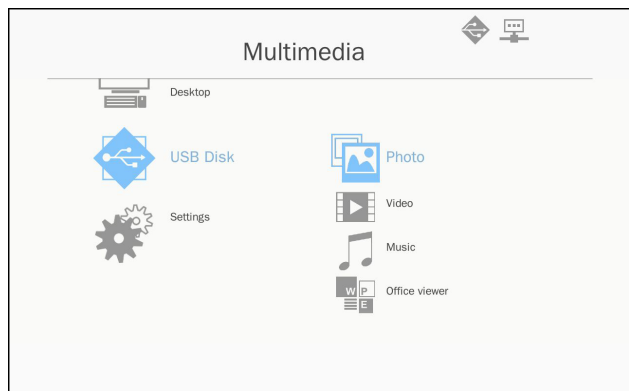 Multimedia
Desktop
USB Disk
Photo
Settings
Video
Music
W P
E
Office viewer